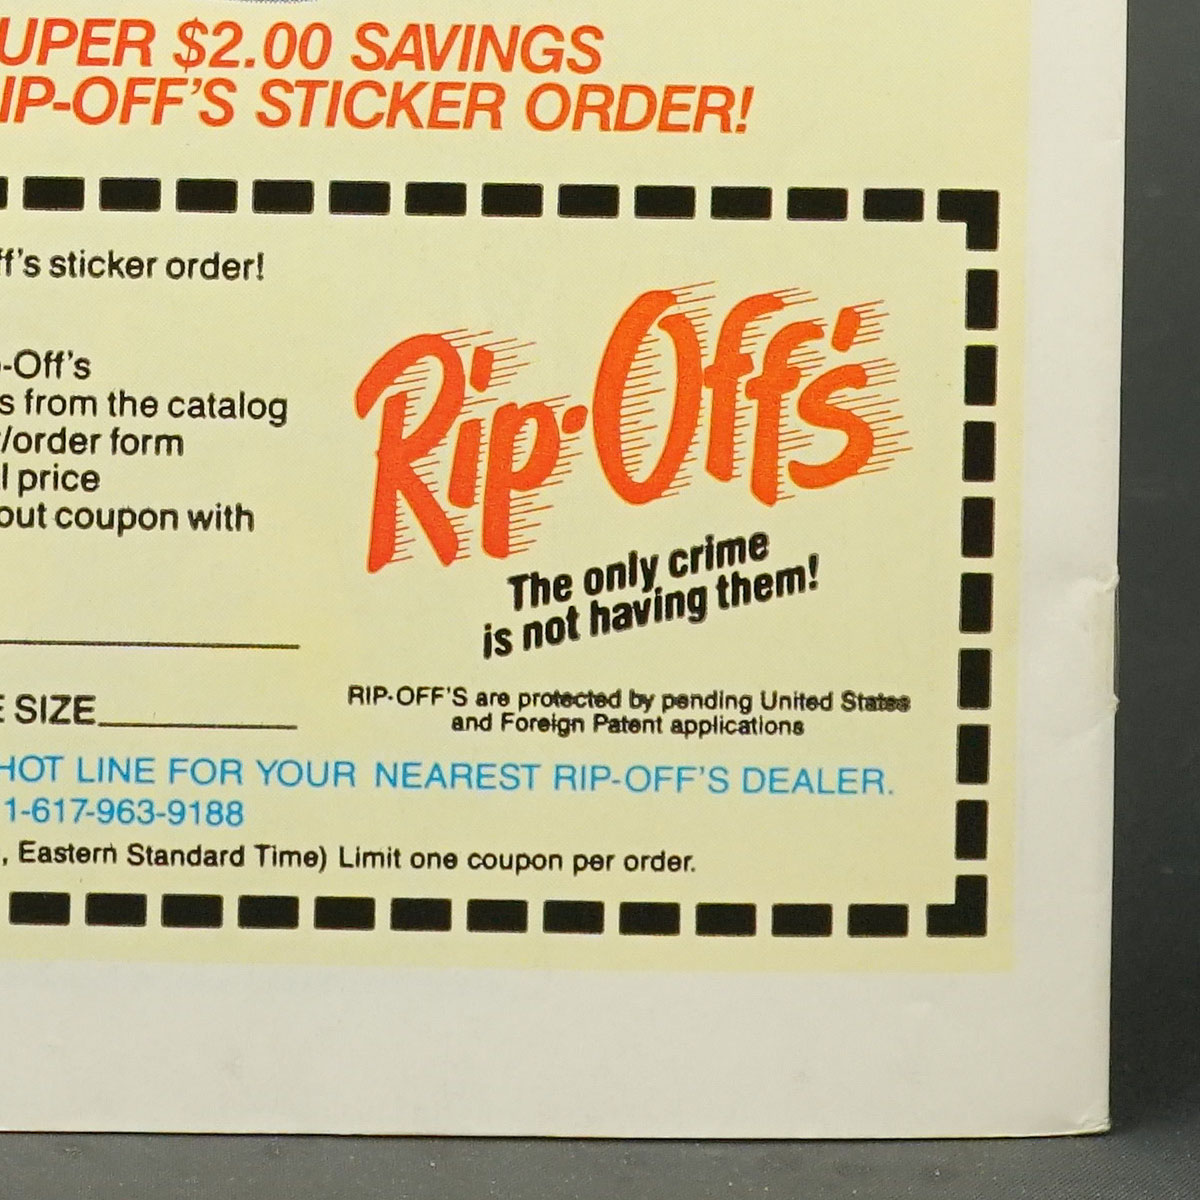 UPER $2.00 SAVINGS
IP-OFF'S STICKER ORDER!
ff's sticker order!
-Off's
s from the catalog
/order form
l price
out coupon with
Rip-Off's
The only crime
is not having them!
E SIZE
RIP-OFF'S are protected by pending United States
and Foreign Patent applications
HOT LINE FOR YOUR NEAREST RIP-OFF'S DEALER.
1-617-963-9188
, Eastern Standard Time) Limit one coupon per order.